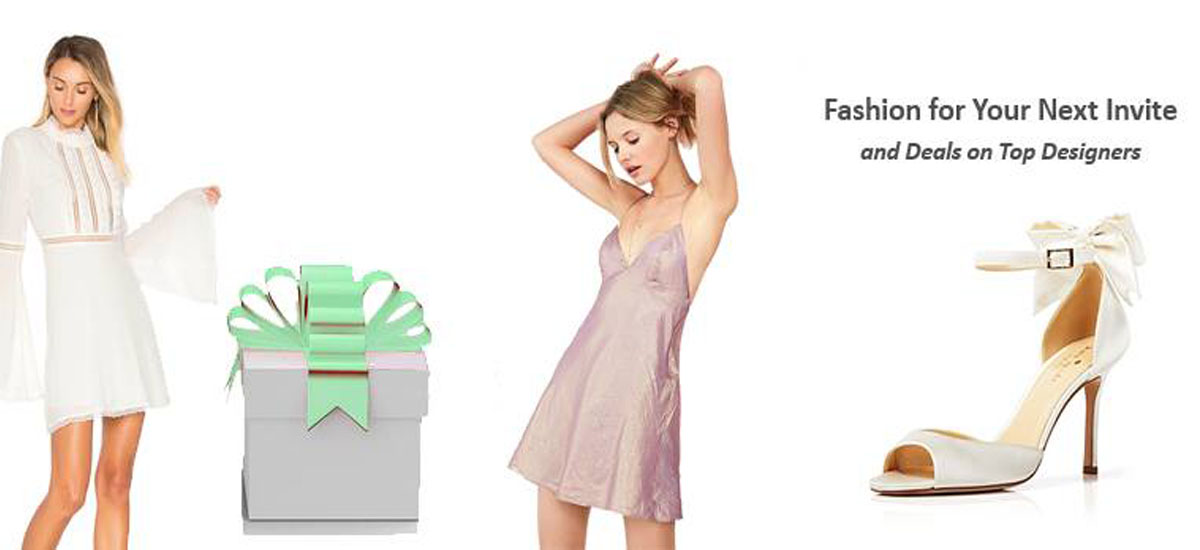 Fashion for Your Next Invite
and Deals on Top Designers